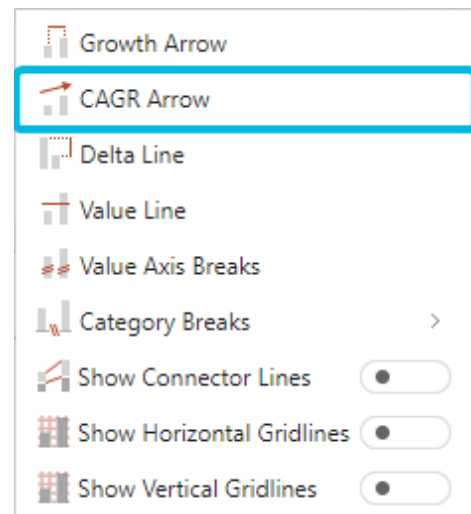 Growth Arrow
CAGR Arrow
Delta Line
Value Line
Value Axis Breaks
Category Breaks
Show Connector Lines
Show Horizontal Gridlines
Show Vertical Gridlines